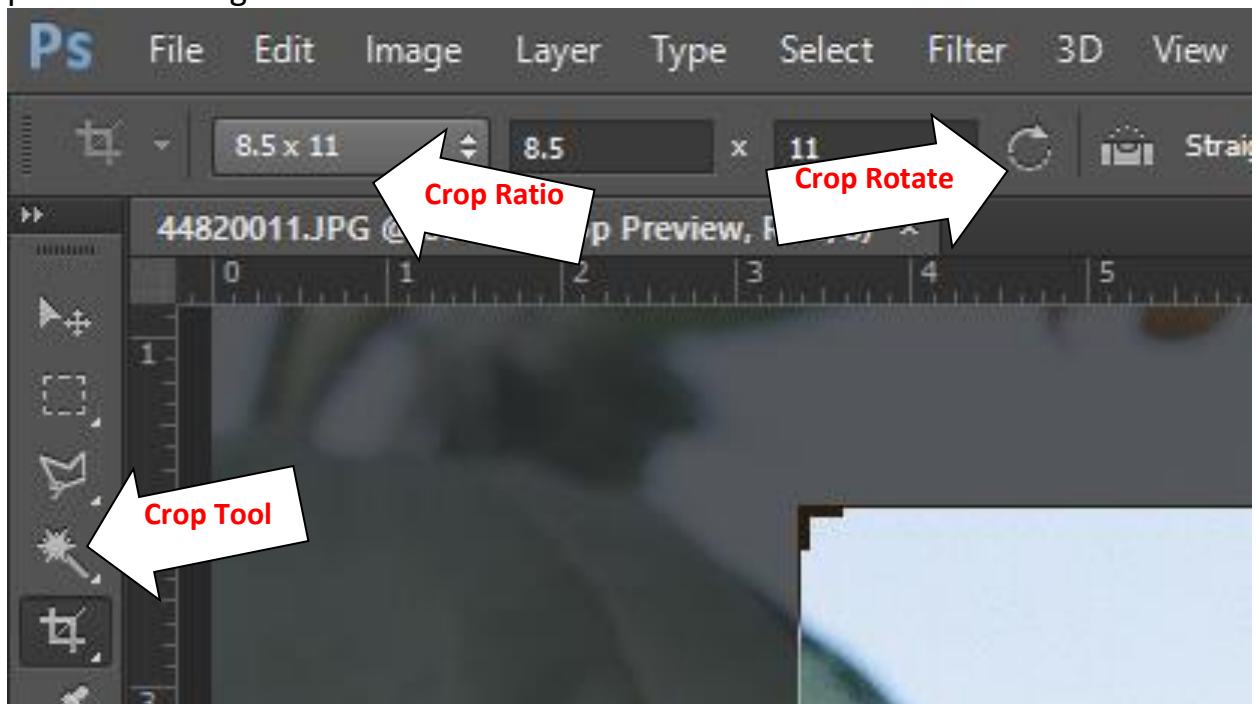 Ps File Edit Image Layer Type Select Filter 3D View
8.5 x 11 8.5 x 11
Crop Ratio
Crop Rotate
44820011.JPG @ p Preview,
0 1 2 3 4 5
1
Crop Tool